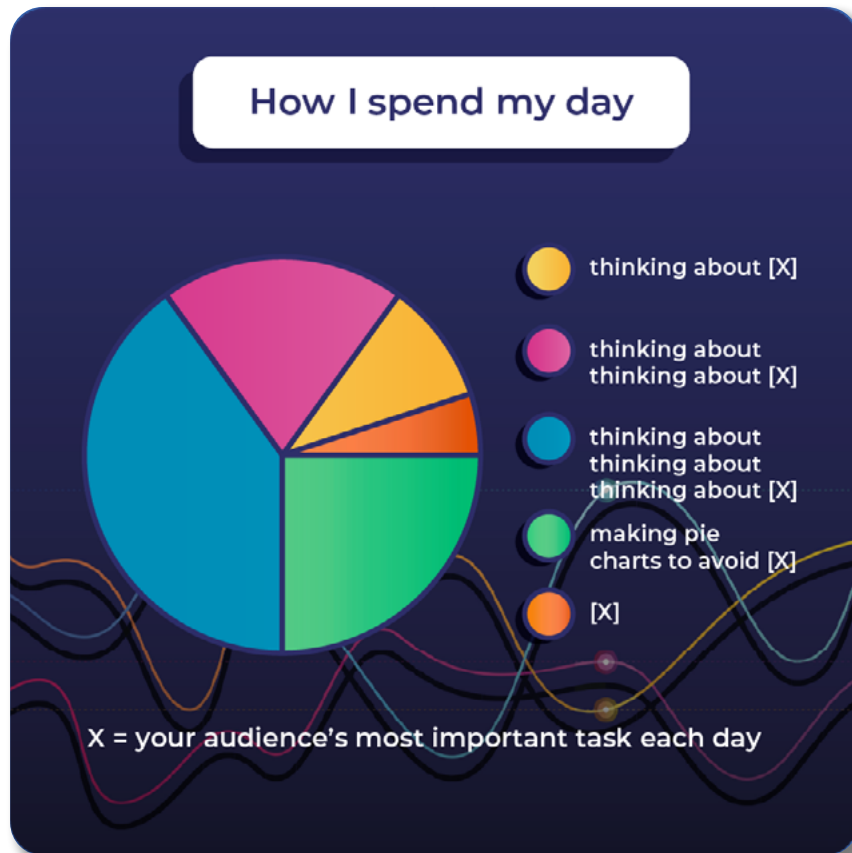 How I spend my day
thinking about [X]
thinking about
thinking about [X]
thinking about
thinking about
thinking about [X]
making pie
charts to avoid [X]
[X]
X = your audience’s most important task each day